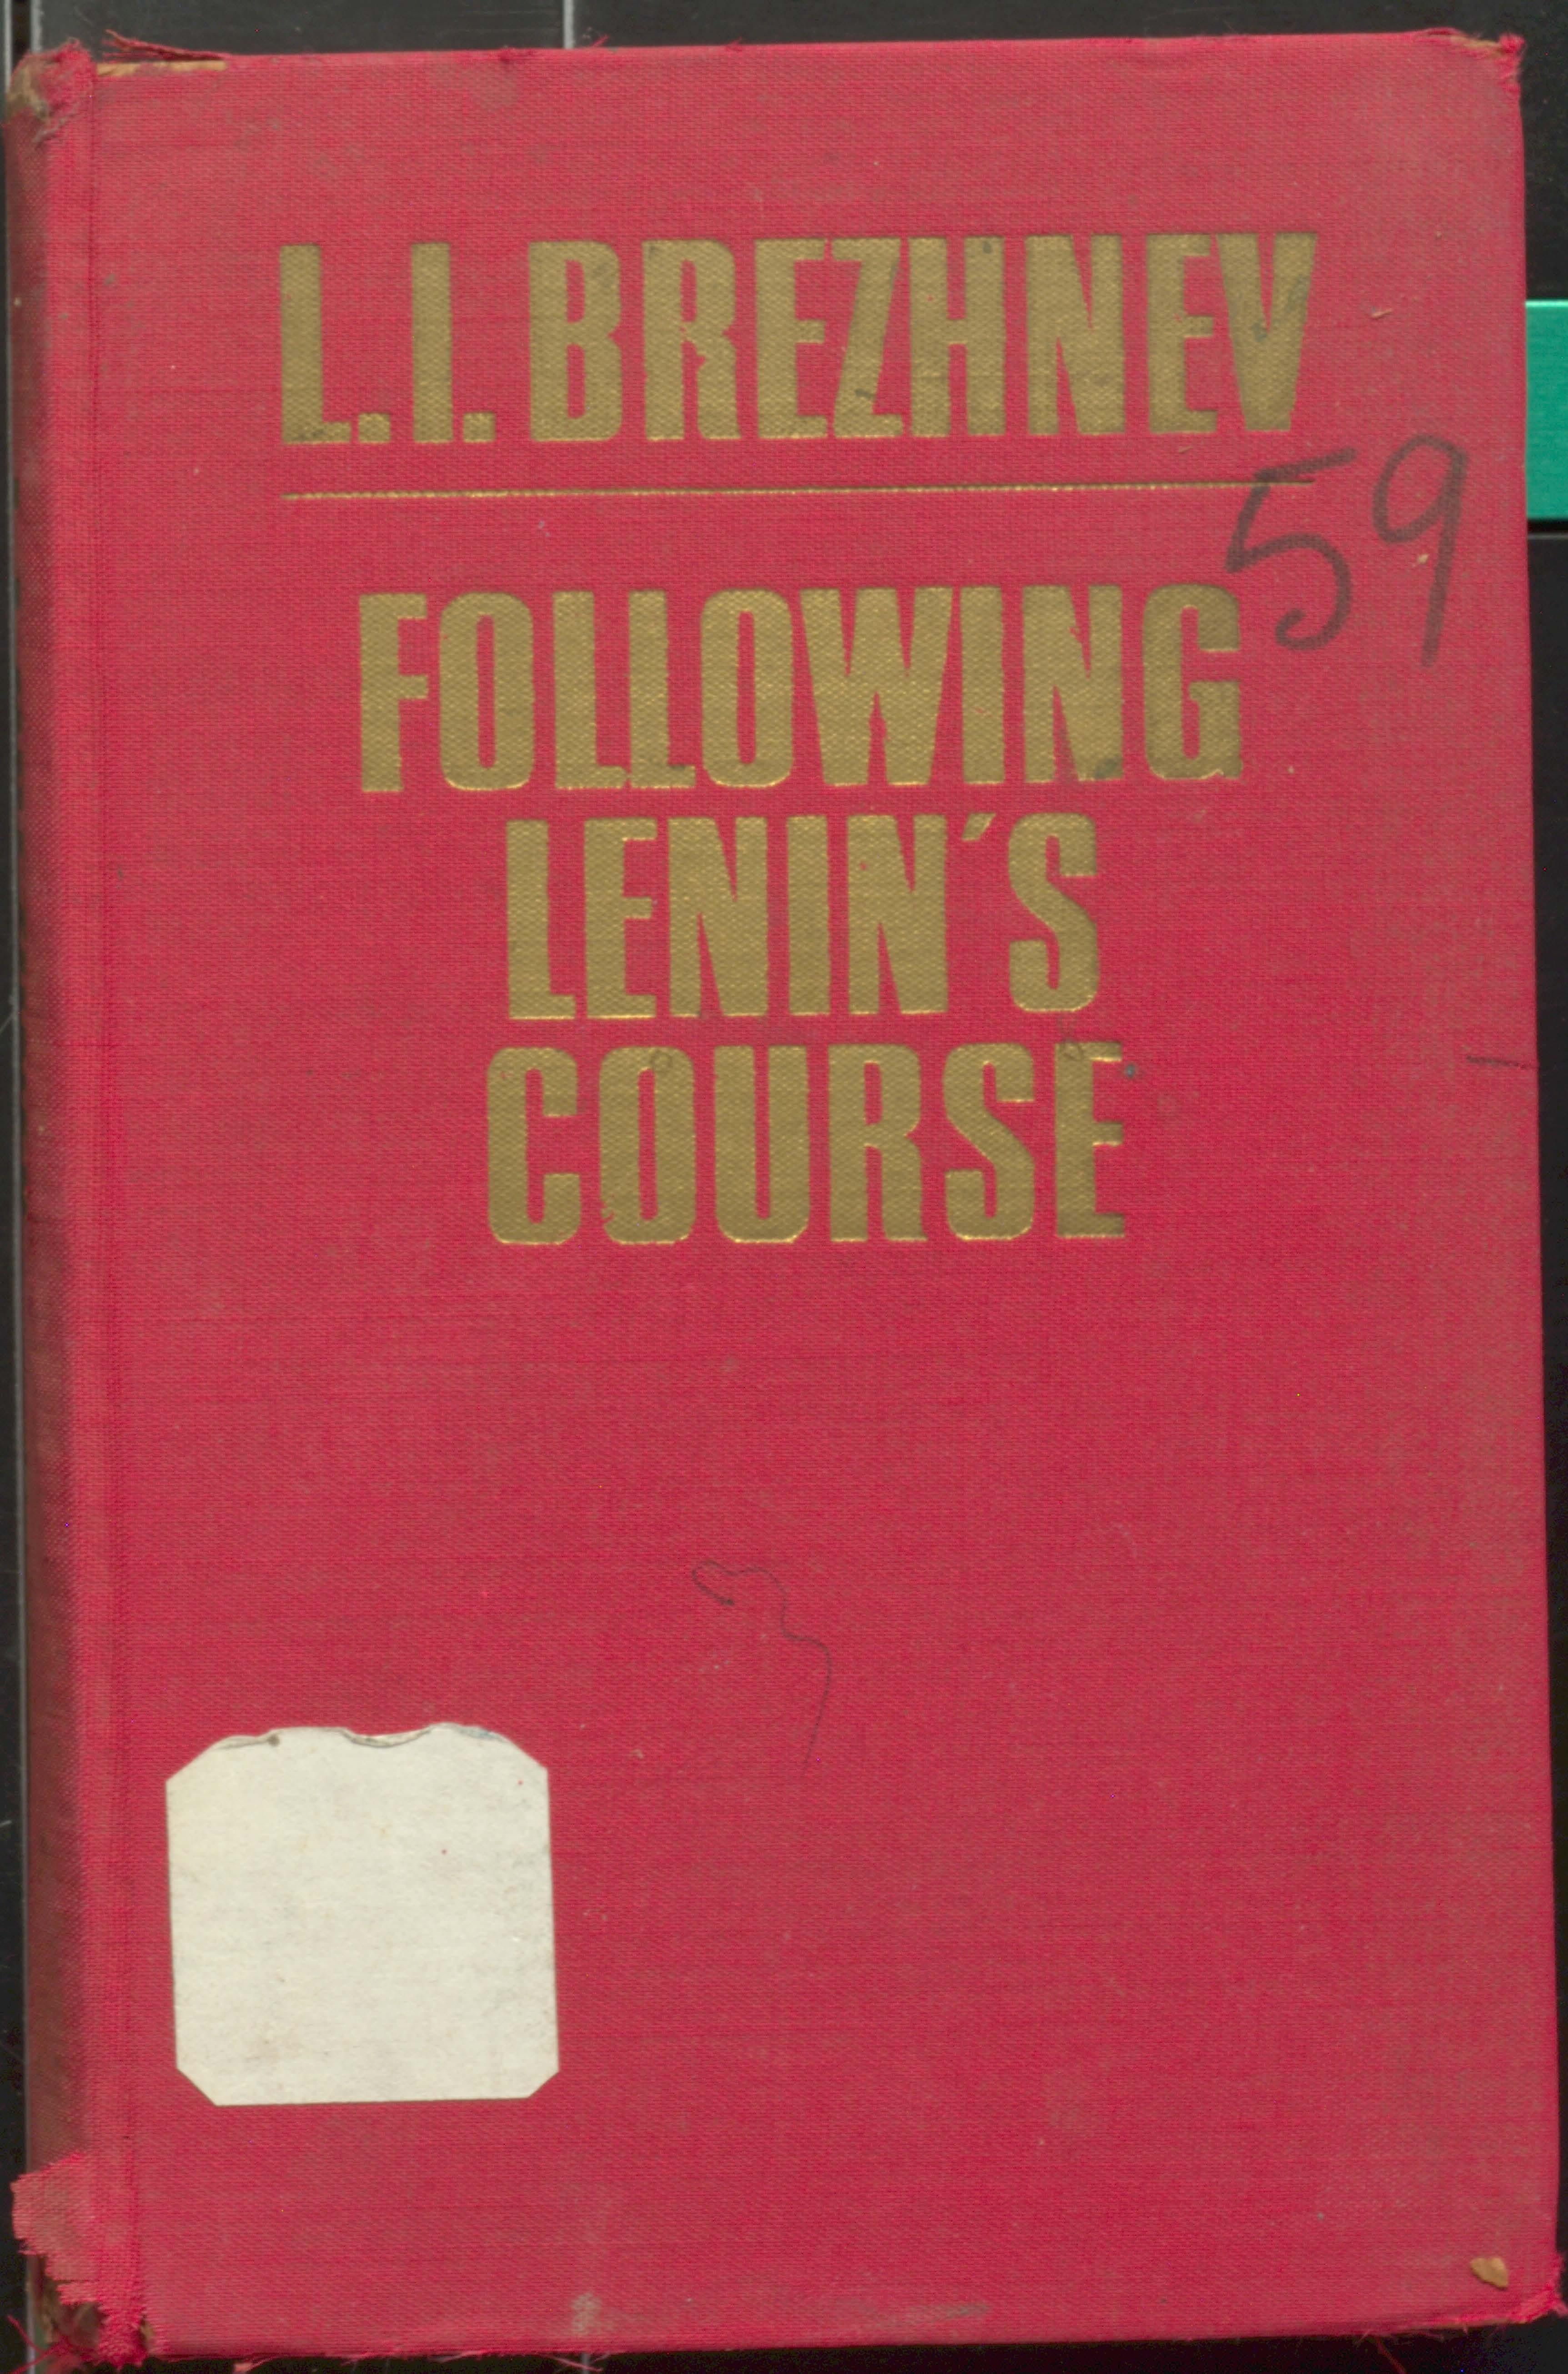 L.I. BREZHNEV
59
FOLLOWING
LENIN'S
COURSE